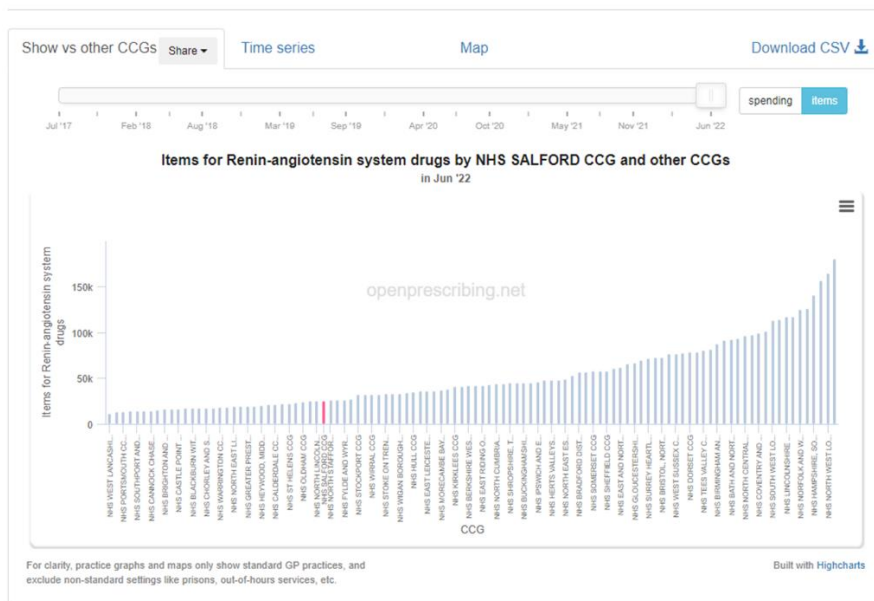 Show vs other CCGs Share Time series Map Download CSV
spending items
Jul '17 Feb '18 Aug '18 Mar '19 Sep '19 Apr '20 Oct '20 May '21 Nov '21 Jun '22
Items for Renin-angiotensin system drugs by NHS SALFORD CCG and other CCGs
in Jun '22
Items for Renin-angiotensin system
drugs
openprescribing.net
150k
100k
50k
0
NHS WEST LANCASHI...
NHS PORTSMOUTH CC...
NHS SOUTHPORT AND...
NHS CANNOCK CHASE...
NHS BRIGHTON AND ...
NHS CASTLE POINT ...
NHS BLACKBURN WIT...
NHS CHORLEY AND S...
NHS WARRINGTON CC...
NHS NORTH EAST LI...
NHS GREATER PREST...
NHS HEYWOOD, MIDD...
NHS CALDERDALE CC...
NHS ST HELENS CCG
NHS OLDHAM CCG
NHS NORTH LINCOLN...
NHS SALFORD CCG
NHS NORTH STAFFOR...
NHS FYLDE AND WYR...
NHS STOCKPORT CCG
NHS WIRRAL CCG
NHS STOKE ON TREN...
NHS WIGAN BOROUGH...
NHS HULL CCG
NHS EAST LEICESTE...
NHS MORECAMBE BAY...
NHS KIRKLEES CCG
NHS BERKSHIRE WES...
NHS EAST RIDING O...
NHS NORTH CUMBRIA...
NHS SHROPSHIRE, T...
NHS BUCKINGHAMSHI...
NHS IPSWICH AND E...
NHS HERTS VALLEYS...
NHS NORTH EAST ES...
NHS BRADFORD DIST...
NHS SOMERSET CCG
NHS SHEFFIELD CCG
NHS EAST AND NORT...
NHS GLOUCESTERSHI...
NHS SURREY HEARTL...
NHS BRISTOL, NORT...
NHS WEST SUSSEX C...
NHS DORSET CCG
NHS TEES VALLEY C...
NHS BIRMINGHAM AN...
NHS BATH AND NORT...
NHS NORTH CENTRAL...
NHS COVENTRY AND ...
NHS SOUTH WEST LO...
NHS LINCOLNSHIRE ...
NHS NORFOLK AND W...
NHS HAMPSHIRE, SO...
NHS NORTH WEST LO...
CCG
For clarity, practice graphs and maps only show standard GP practices, and
exclude non-standard settings like prisons, out-of-hours services, etc.
Built with Highcharts